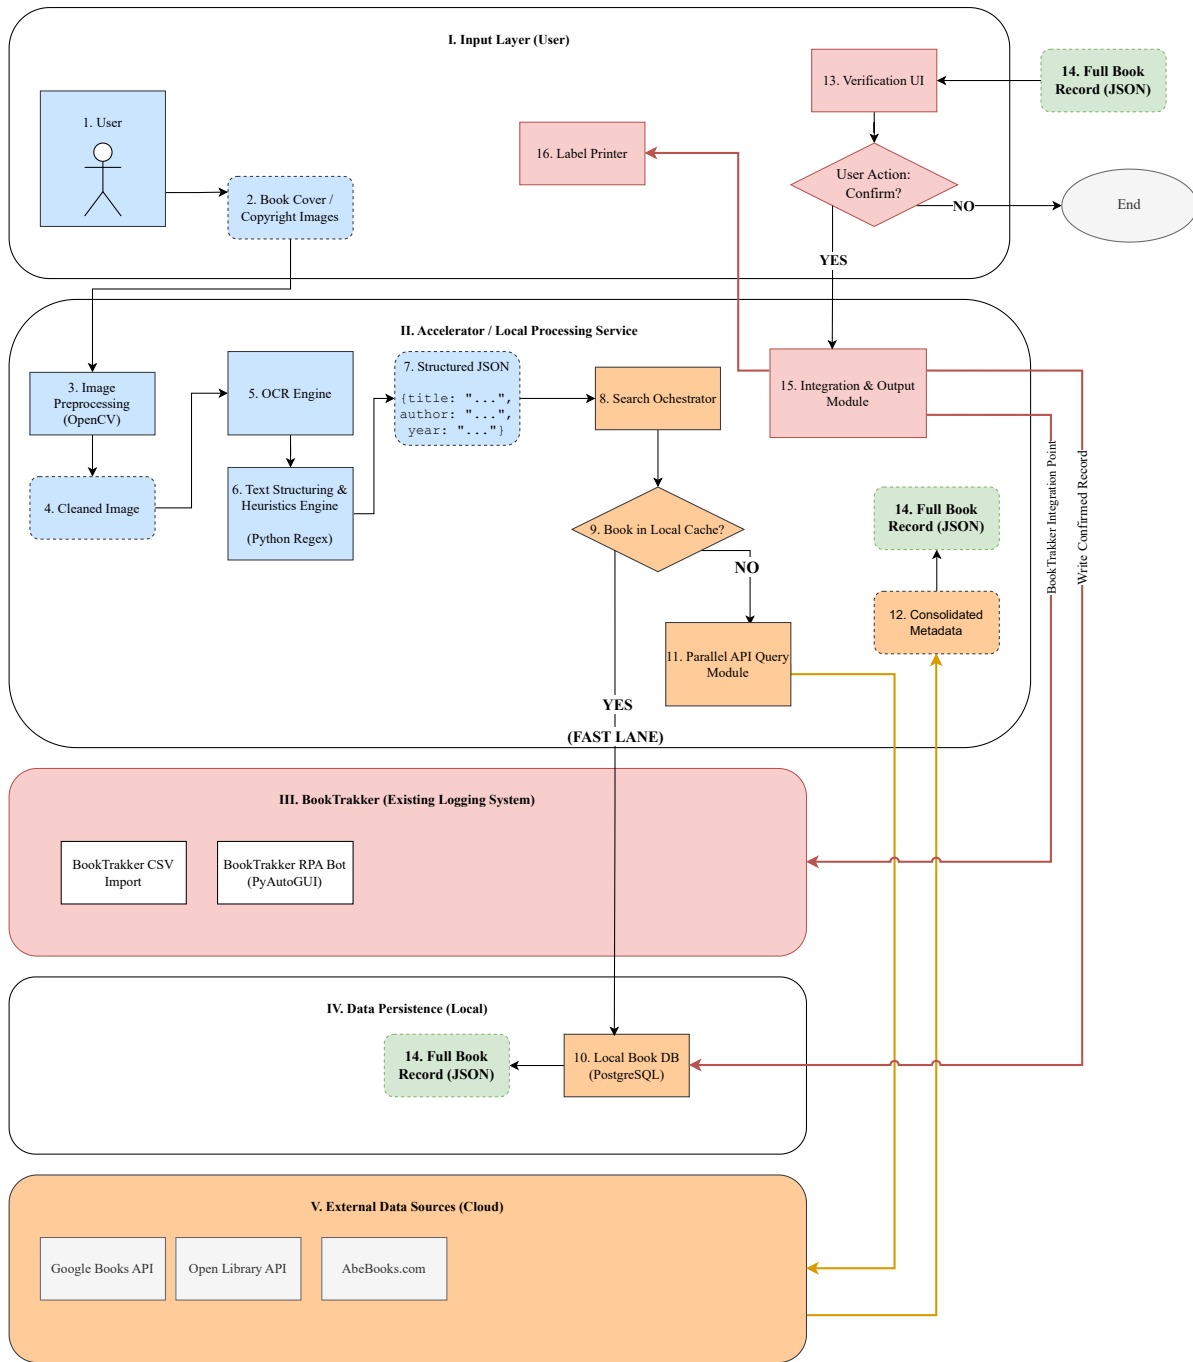 I. Input Layer (User)
1. User
2. Book Cover /
Copyright Images
16. Label Printer
13. Verification UI
14. Full Book
Record (JSON)
User Action:
Confirm?
NO
End
YES
II. Accelerator / Local Processing Service
3. Image
Preprocessing
(OpenCV)
4. Cleaned Image
5. OCR Engine
6. Text Structuring &
Heuristics Engine
(Python Regex)
7. Structured JSON
{title: "...",
author: "...",
year: "..."}
8. Search Ochestrator
9. Book in Local Cache?
NO
YES
(FAST LANE)
11. Parallel API Query
Module
15. Integration & Output
Module
14. Full Book
Record (JSON)
12. Consolidated
Metadata
BookTrakker Integration Point
Write Confirmed Record
III. BookTrakker (Existing Logging System)
BookTrakker CSV
Import
BookTrakker RPA Bot
(PyAutoGUI)
IV. Data Persistence (Local)
14. Full Book
Record (JSON)
10. Local Book DB
(PostgreSQL)
V. External Data Sources (Cloud)
Google Books API
Open Library API
AbeBooks.com